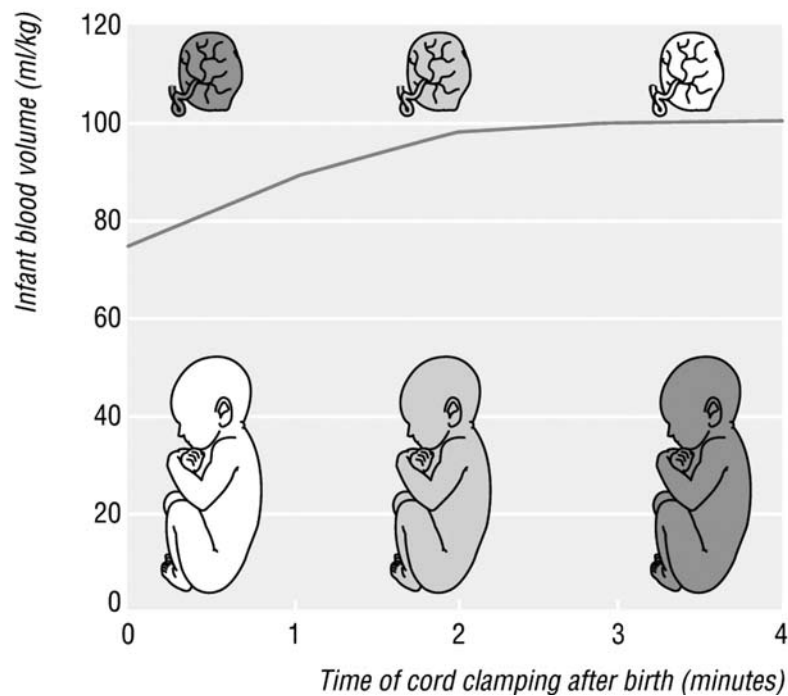 Infant blood volume (ml/kg)
120
100
80
60
40
20
0
0 1 2 3 4
Time of cord clamping after birth (minutes)